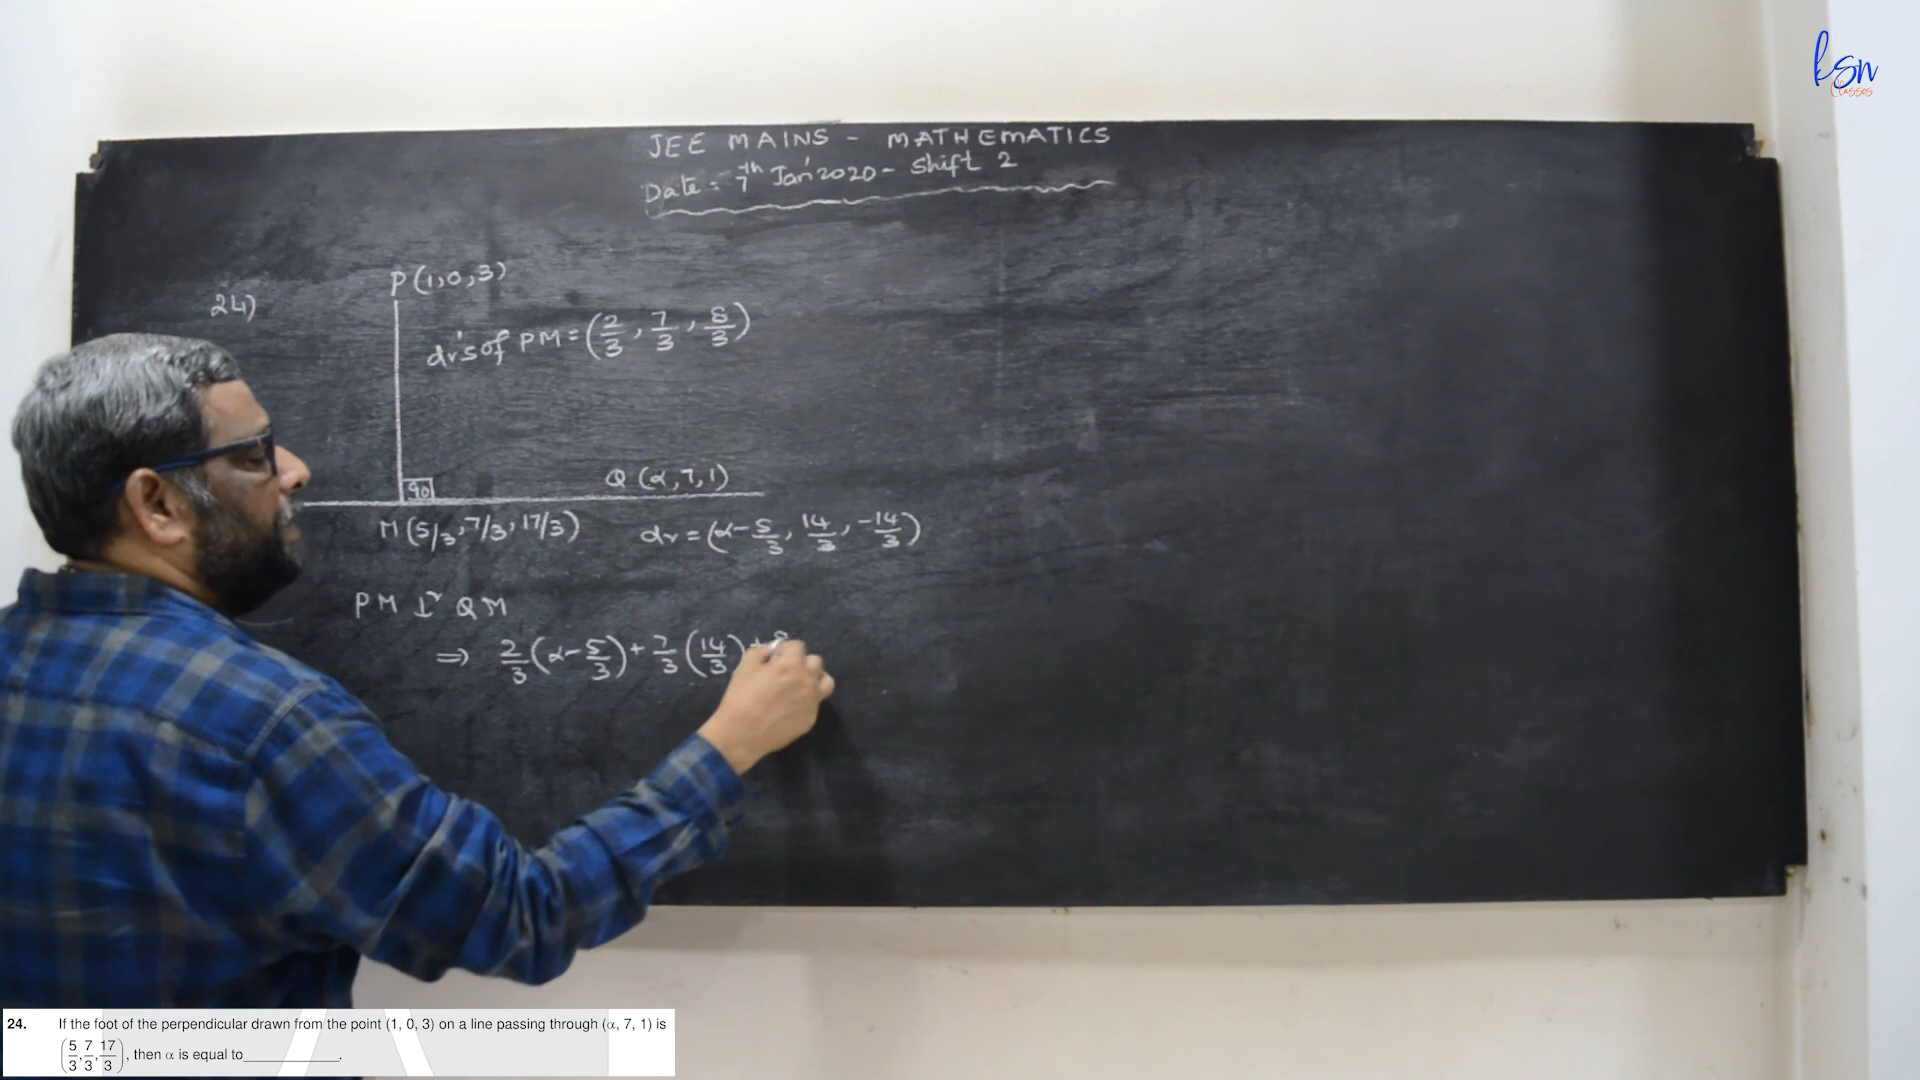 ksn
Classes
JEE MAINS - MATHEMATICS
Date: 7th Jan'2020 - Shift 2
24)
P(1,0,3)
dr's of PM = (2/3, 7/3, 8/3)
90
Q(α,7,1)
M(5/3, 7/3, 17/3)
dr = (α - 5/3, 14/3, -14/3)
PM ⊥r QM
⇒ 2/3(α - 5/3) + 7/3(14/3) +
24. If the foot of the perpendicular drawn from the point (1, 0, 3) on a line passing through (α, 7, 1) is
(5/3, 7/3, 17/3), then α is equal to____________.